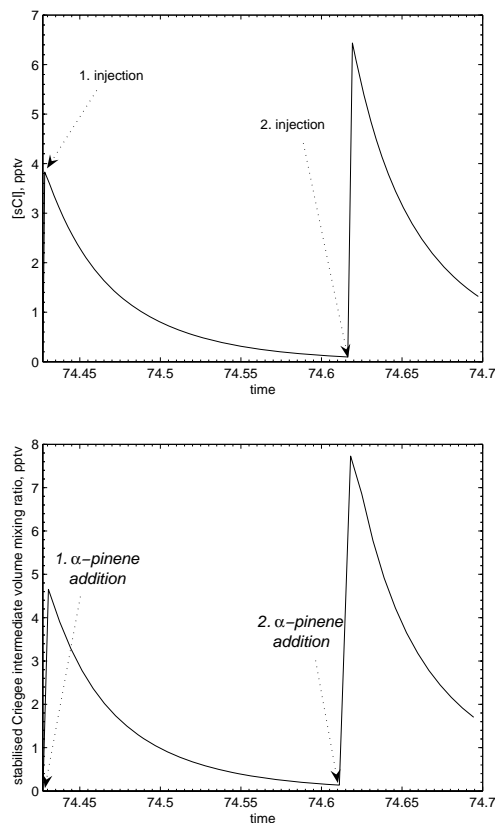 7
6
5
4
3
2
1
0
[sCI], pptv
1. injection
2. injection
74.45 74.5 74.55 74.6 74.65 74.7
time
8
7
6
5
4
3
2
1
0
stabilised Criegee intermediate volume mixing ratio, pptv
1. α−pinene
addition
2. α−pinene
addition
74.45 74.5 74.55 74.6 74.65 74.7
time